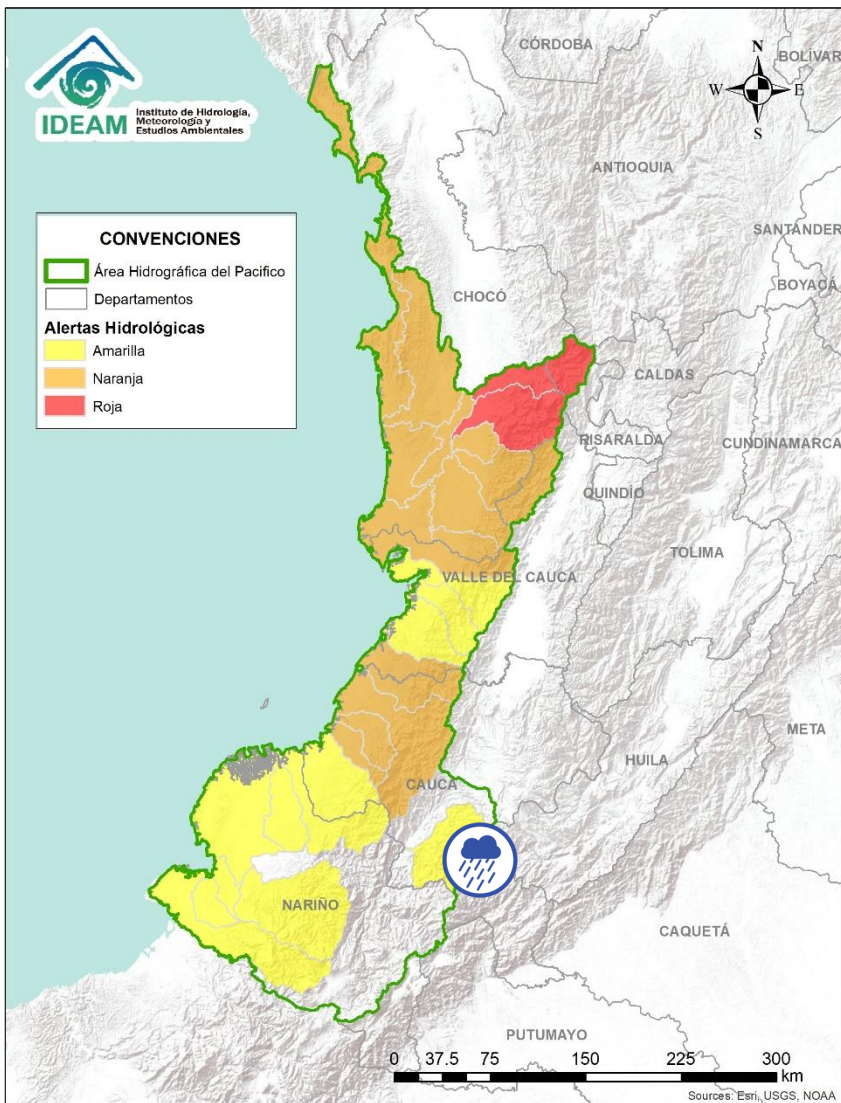 IDEAM
Instituto de Hidrología,
Meteorología y
Estudios Ambientales
CÓRDOBA
BOLÍVAR
N
W
E
S
ANTIOQUIA
SANTANDER
BOYACÁ
CONVENCIONES
Área Hidrográfica del Pacifico
Departamentos
Alertas Hidrológicas
Amarilla
Naranja
Roja
CHOCÓ
CALDAS
RISARALDA
CUNDINAMARCA
QUINDÍO
TOLIMA
VALLE DEL CAUCA
META
HUILA
CAUCA
NARIÑO
CAQUETÁ
PUTUMAYO
0 37.5 75 150 225 300
km
Sources: Esri, USGS, NOAA